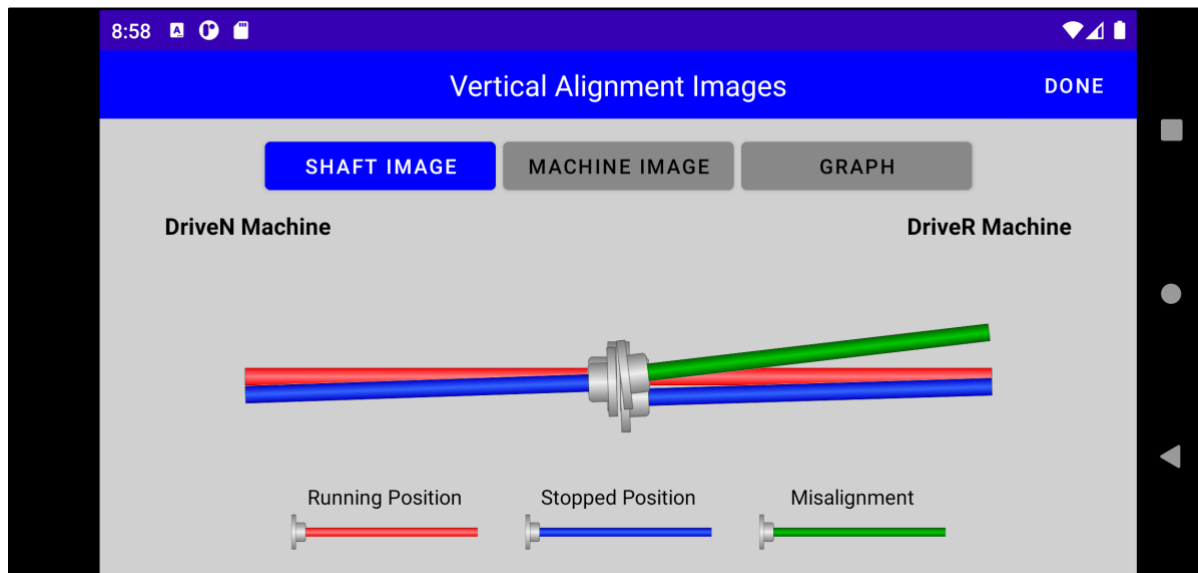 8:58
Vertical Alignment Images DONE
SHAFT IMAGE MACHINE IMAGE GRAPH
DriveN Machine DriveR Machine
Running Position Stopped Position Misalignment